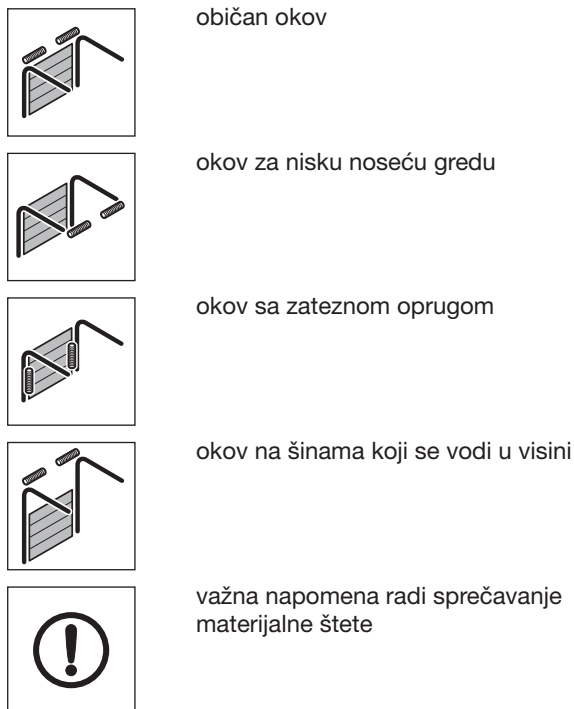 običan okov
okov za nisku noseću gredu
okov sa zateznom oprugom
okov na šinama koji se vodi u visini
važna napomena radi sprečavanje
materijalne štete